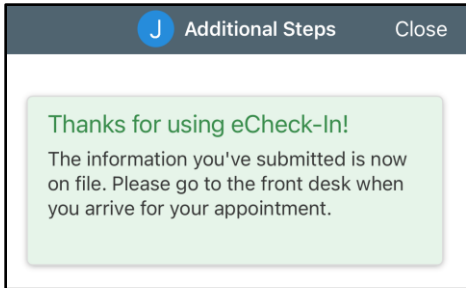 J Additional Steps Close
Thanks for using eCheck-In!
The information you've submitted is now
on file. Please go to the front desk when
you arrive for your appointment.